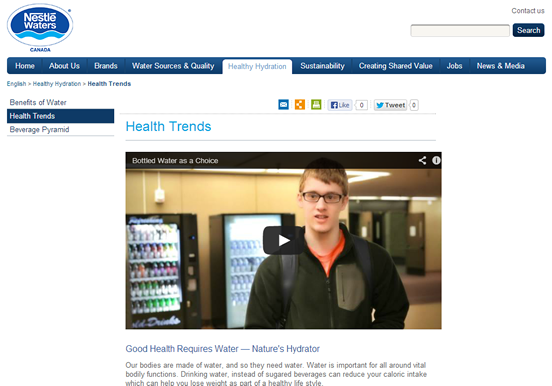 Contact us
Nestlé
Waters
CANADA
Search
Home About Us Brands Water Sources & Quality Healthy Hydration Sustainability Creating Shared Value Jobs News & Media
English > Healthy Hydration > Health Trends
Benefits of Water
Health Trends
Beverage Pyramid
Like 0 Tweet 0
Health Trends
Bottled Water as a Choice
Cold Drinks
Good Health Requires Water — Nature's Hydrator
Our bodies are made of water, and so they need water. Water is important for all around vital
bodily functions. Drinking water, instead of sugared beverages can reduce your caloric intake
which can help you lose weight as part of a healthy life style.